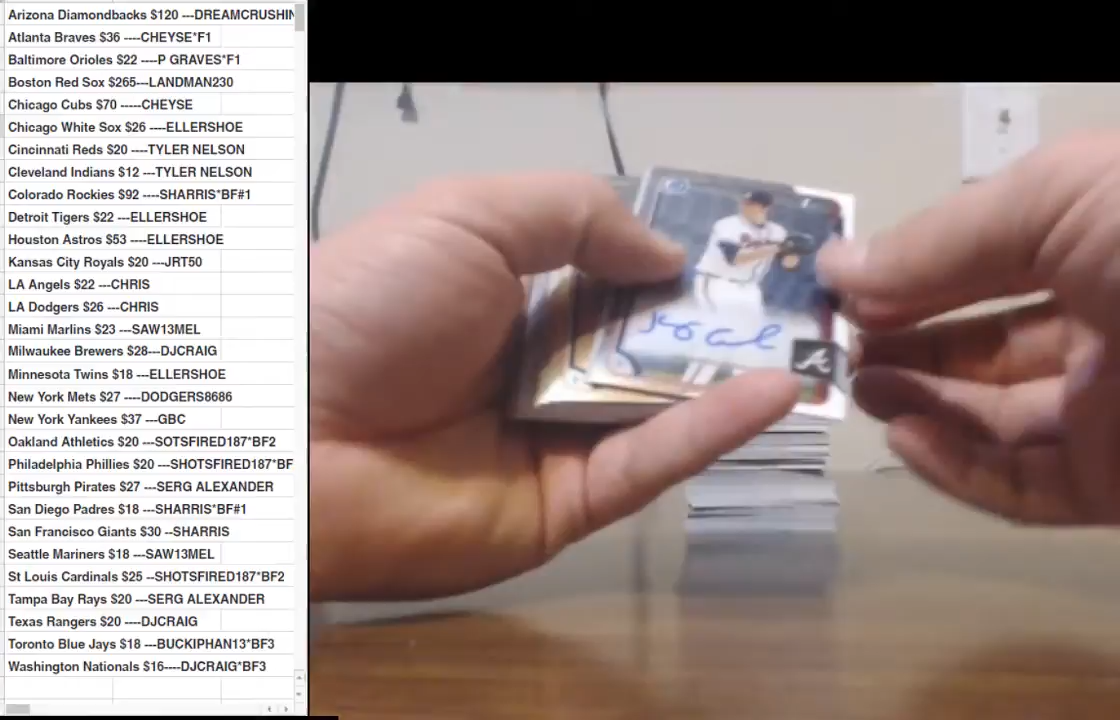 Arizona Diamondbacks $120 ---DREAMCRUSHIN
Atlanta Braves $36 ----CHEYSE*F1
Baltimore Orioles $22 ----P GRAVES*F1
Boston Red Sox $265---LANDMAN230
Chicago Cubs $70 -----CHEYSE
Chicago White Sox $26 ----ELLERSHOE
Cincinnati Reds $20 ----TYLER NELSON
Cleveland Indians $12 ---TYLER NELSON
Colorado Rockies $92 ----SHARRIS*BF#1
Detroit Tigers $22 ---ELLERSHOE
Houston Astros $53 ----ELLERSHOE
Kansas City Royals $20 ---JRT50
LA Angels $22 ---CHRIS
LA Dodgers $26 ---CHRIS
Miami Marlins $23 ---SAW13MEL
Milwaukee Brewers $28---DJCRAIG
Minnesota Twins $18 ---ELLERSHOE
New York Mets $27 ----DODGERS8686
New York Yankees $37 ---GBC
Oakland Athletics $20 ---SOTSFIRED187*BF2
Philadelphia Phillies $20 ---SHOTSFIRED187*BF
Pittsburgh Pirates $27 ---SERG ALEXANDER
San Diego Padres $18 ---SHARRIS*BF#1
San Francisco Giants $30 --SHARRIS
Seattle Mariners $18 ---SAW13MEL
St Louis Cardinals $25 --SHOTSFIRED187*BF2
Tampa Bay Rays $20 ---SERG ALEXANDER
Texas Rangers $20 ----DJCRAIG
Toronto Blue Jays $18 ---BUCKIPHAN13*BF3
Washington Nationals $16----DJCRAIG*BF3
4
A